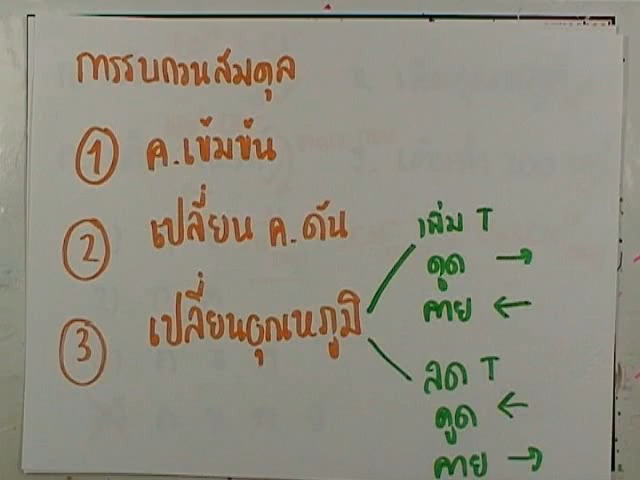 การรบกวนสมดุล
① ค.เข้มข้น
② เปลี่ยน ค.ดัน
③ เปลี่ยนอุณหภูมิ
เพิ่ม T
ดูด →
คาย ←
ลด T
ดูด ←
คาย →